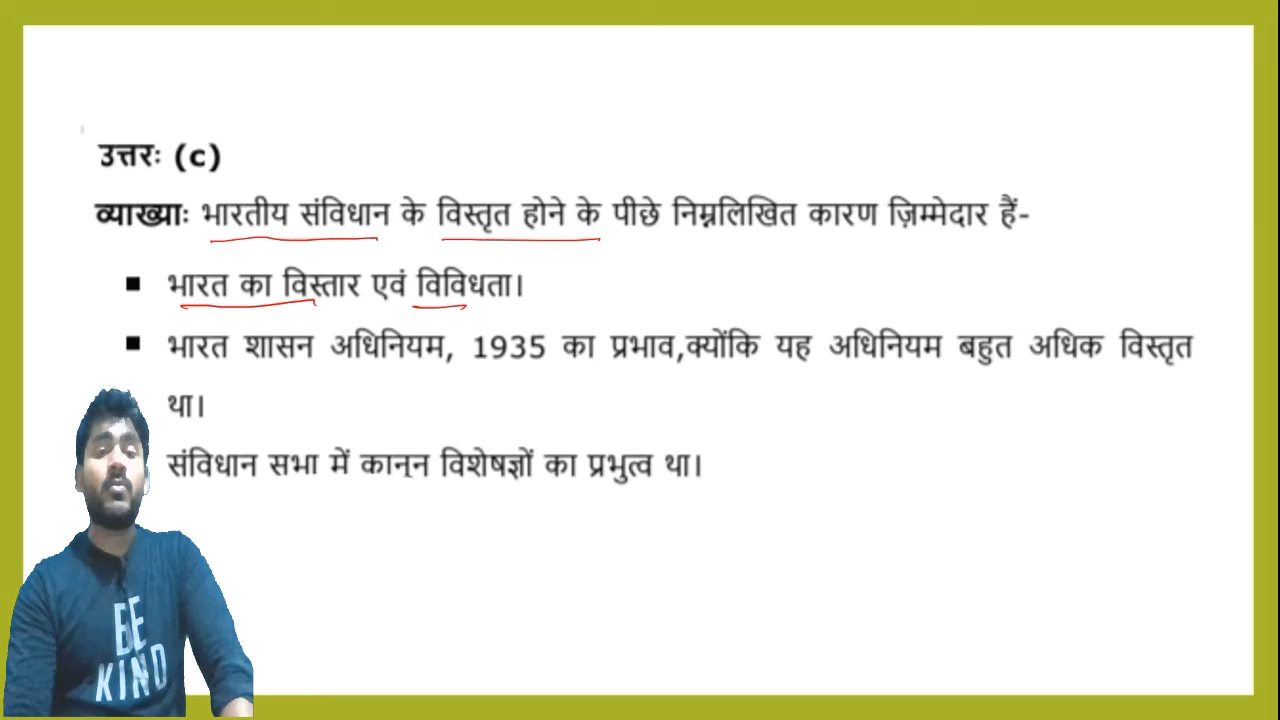 उत्तरः (c)
व्याख्याः भारतीय संविधान के विस्तृत होने के पीछे निम्नलिखित कारण ज़िम्मेदार हैं-
▪ भारत का विस्तार एवं विविधता।
▪ भारत शासन अधिनियम, 1935 का प्रभाव,क्योंकि यह अधिनियम बहुत अधिक विस्तृत
था।
संविधान सभा में कानून विशेषज्ञों का प्रभुत्व था।
BE
KIND